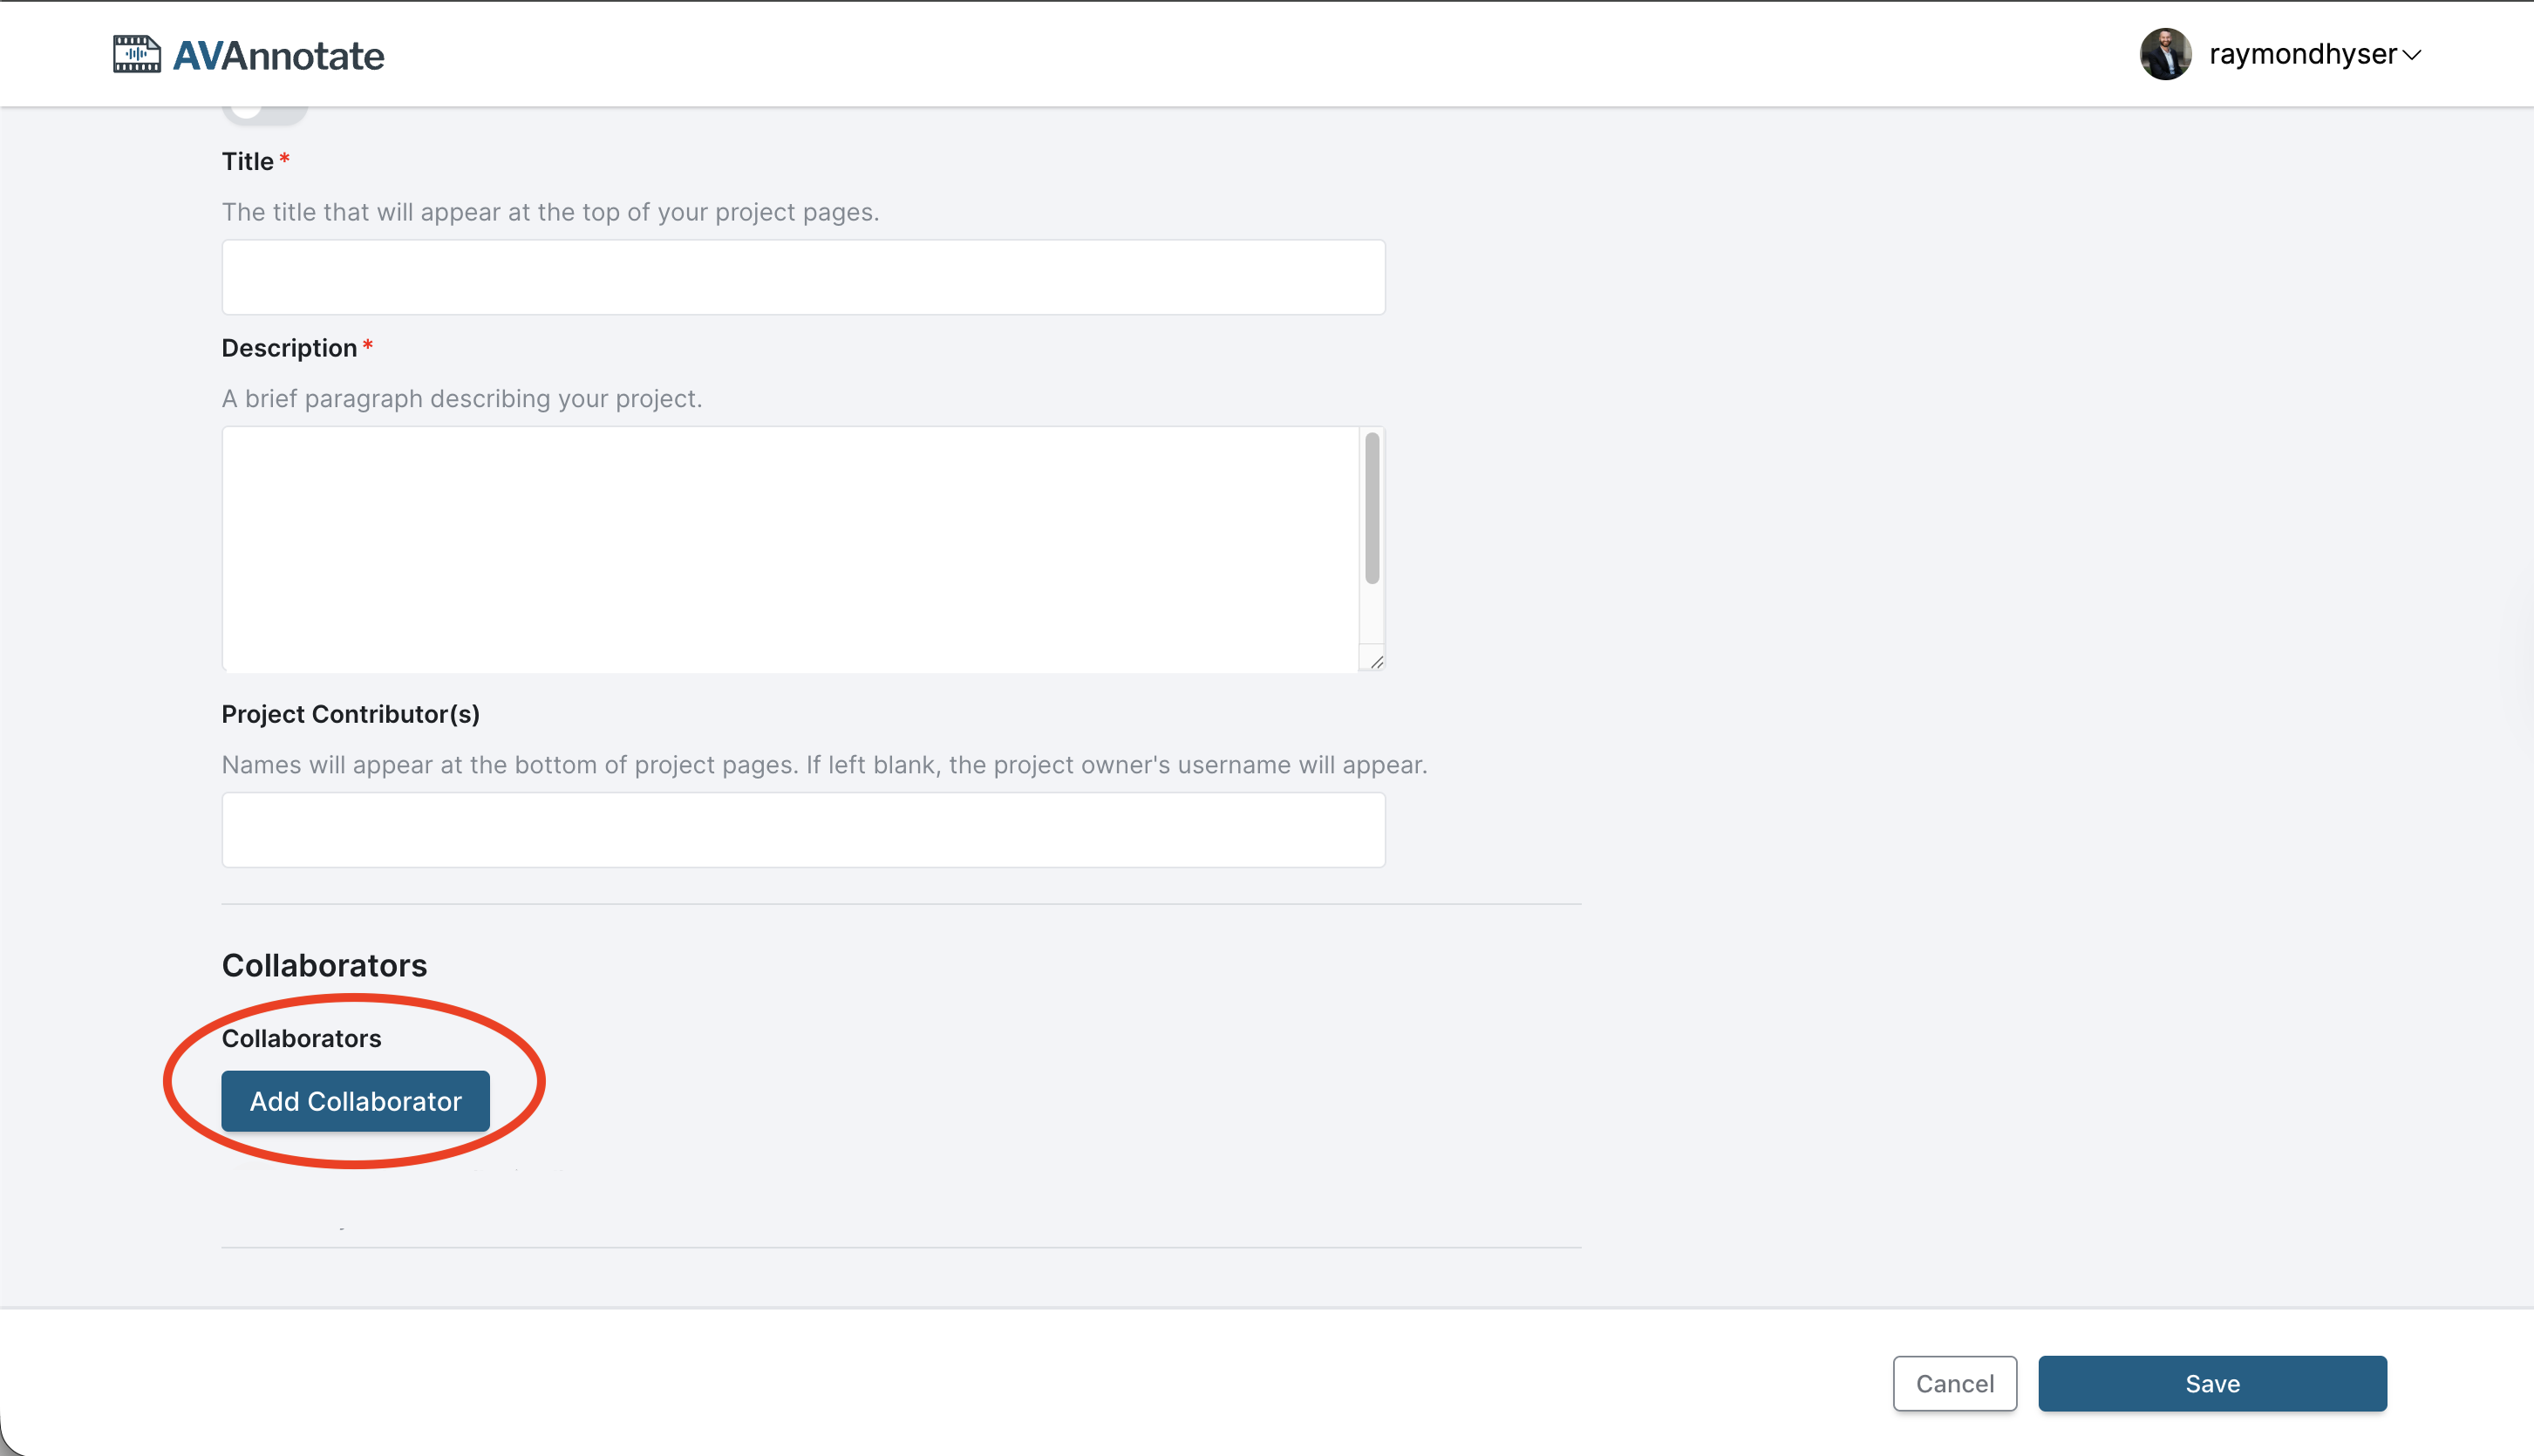 AVAnnotate
raymondhyser
Title *
The title that will appear at the top of your project pages.
Description *
A brief paragraph describing your project.
Project Contributor(s)
Names will appear at the bottom of project pages. If left blank, the project owner's username will appear.
Collaborators
Collaborators
Add Collaborator
Cancel
Save